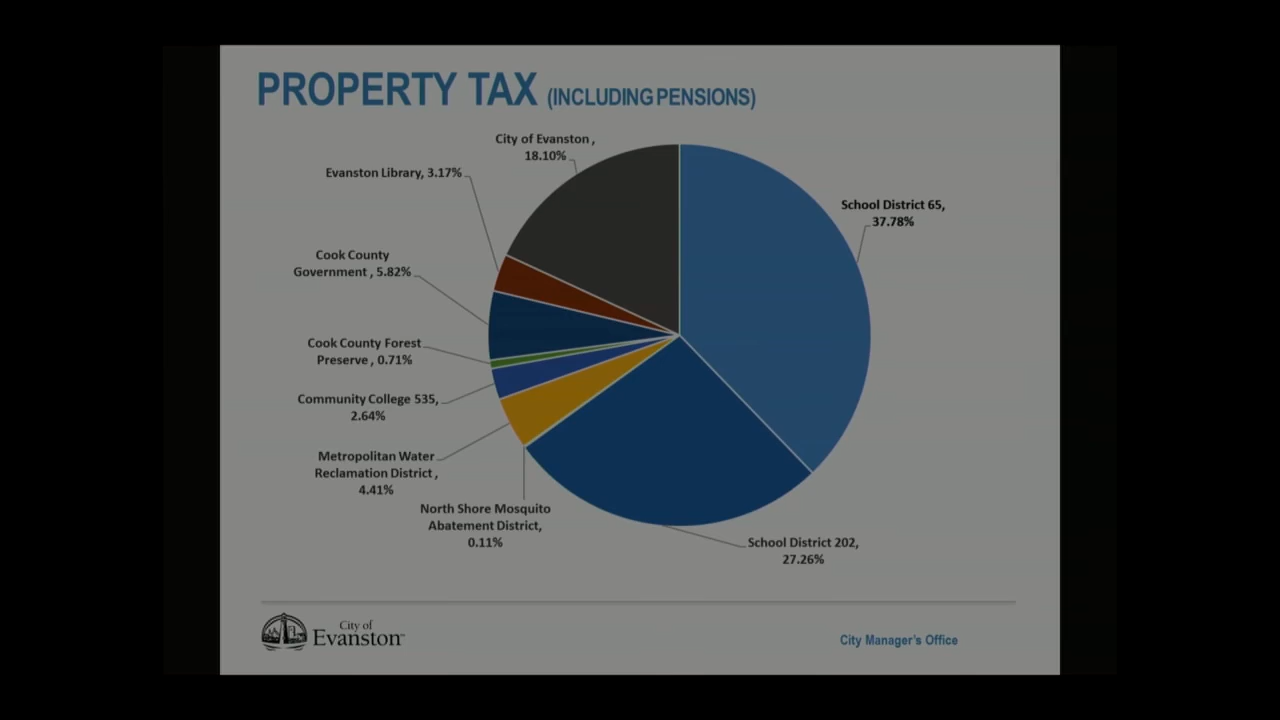 PROPERTY TAX (INCLUDING PENSIONS)
City of Evanston ,
18.10%
Evanston Library, 3.17%
School District 65,
37.78%
Cook County
Government , 5.82%
Cook County Forest
Preserve , 0.71%
Community College 535,
2.64%
Metropolitan Water
Reclamation District ,
4.41%
North Shore Mosquito
Abatement District,
0.11%
School District 202,
27.26%
City of
Evanston™
City Manager's Office